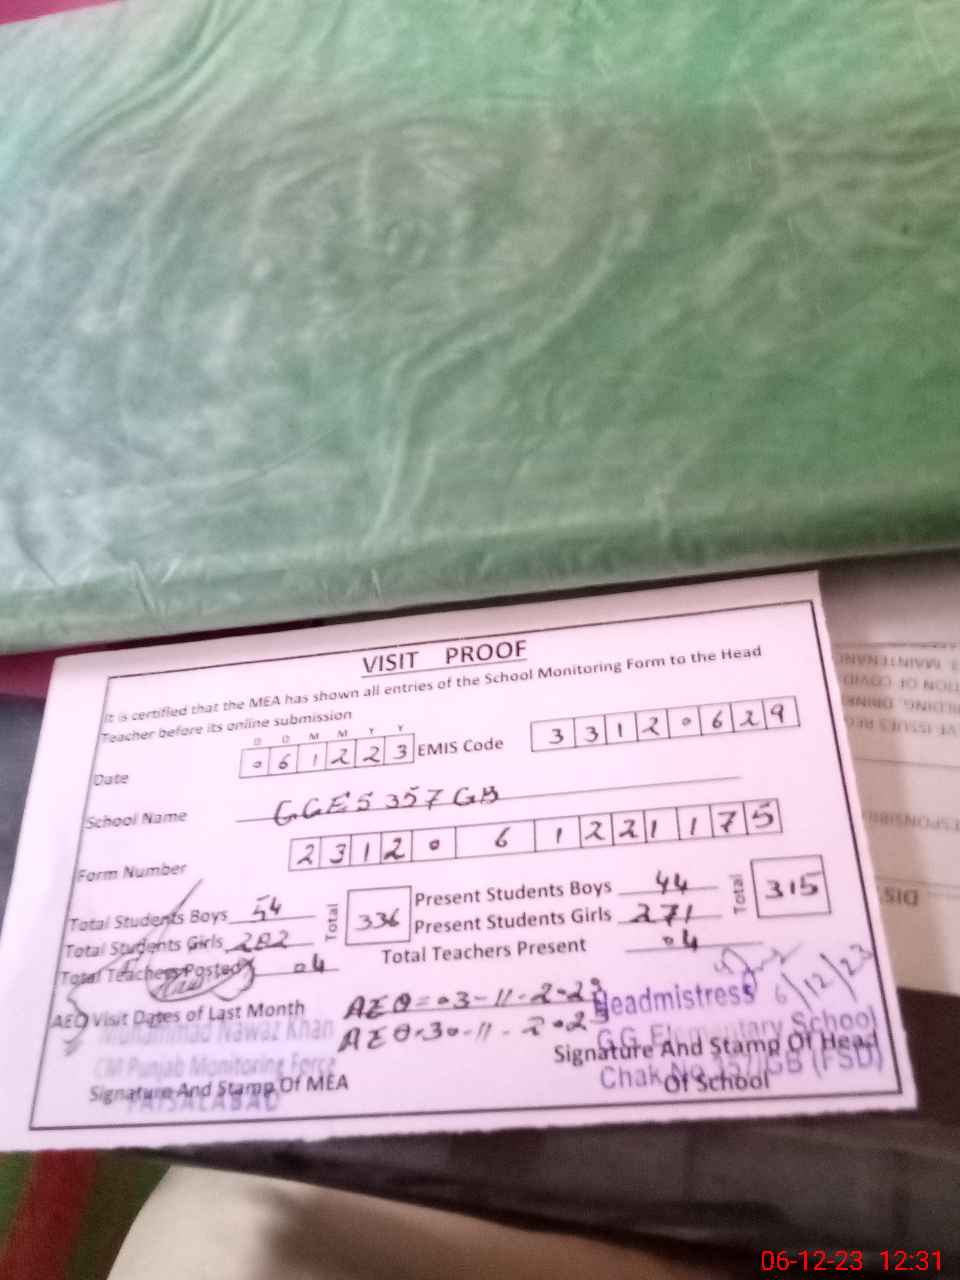 VISIT PROOF
It is certified that the MEA has shown all entries of the School Monitoring Form to the Head
Teacher before its online submission
D D M M Y Y
Date 0 6 1 2 2 3 EMIS Code 3 3 1 2 0 6 2 9
School Name GGES 357 GB
Form Number 2 3 1 2 0 6 1 2 2 1 1 7 5
Total Students Boys 54 Total 336 Present Students Boys 44 Total 315
Total Students Girls 282 Present Students Girls 271
Total Teachers Posted 04 Total Teachers Present 04
6/12/23
AEO Visit Dates of Last Month AEO = 03-11-2023
AEO 30-11-2023
Headmistress
Muhammad Nawaz Khan
G.G. Elementary School
CM Punjab Monitoring Force
Signature And Stamp Of Head
Of School
Chak No. 357/GB (FSD)
Signature And Stamp Of MEA
FAISALABAD
06-12-23 12:31